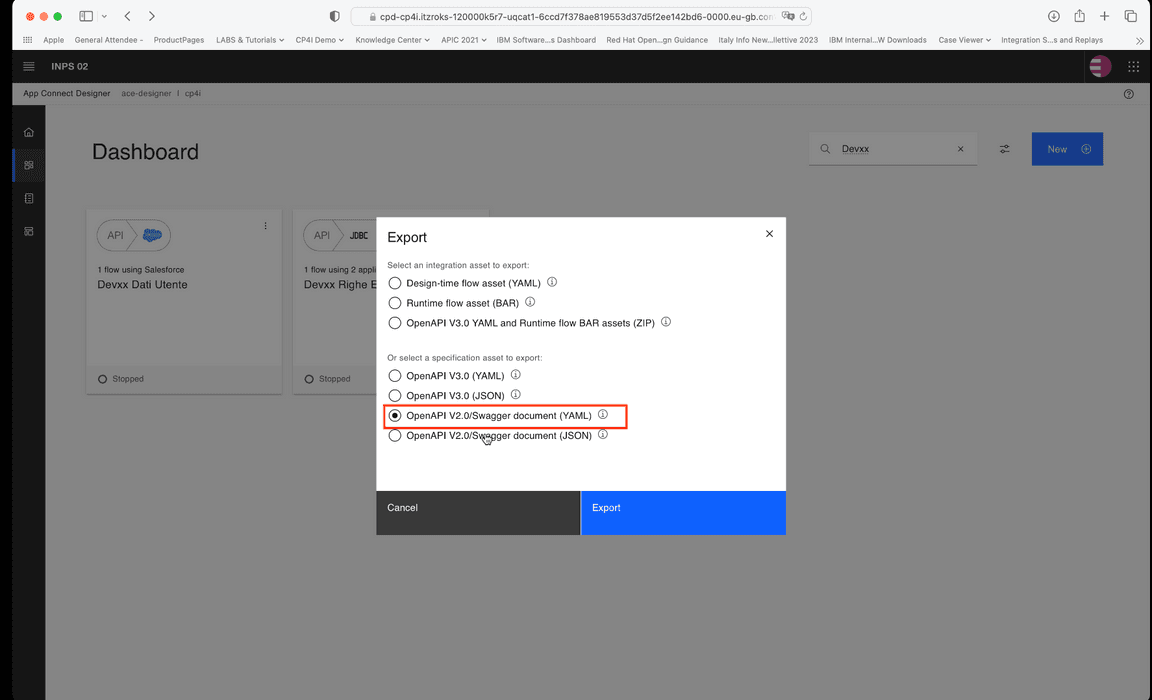 cpd-cp4i.itzroks-120000k5r7-uqcat1-6ccd7f378ae819553d37d5f2ee142bd6-0000.eu-gb.con
Apple General Attendee - ProductPages LABS & Tutorials CP4I Demo Knowledge Center APIC 2021 IBM Software...s Dashboard Red Hat Open...gn Guidance Italy Info New...llettive 2023 IBM Internal...W Downloads Case Viewer Integration S...s and Replays
INPS 02
App Connect Designer ace-designer | cp4i
Dashboard
Devxx
New
API
API JDBC
1 flow using Salesforce
Devxx Dati Utente
1 flow using 2 appli
Devxx Righe E
Stopped
Stopped
Export
Select an integration asset to export:
Design-time flow asset (YAML)
Runtime flow asset (BAR)
OpenAPI V3.0 YAML and Runtime flow BAR assets (ZIP)
Or select a specification asset to export:
OpenAPI V3.0 (YAML)
OpenAPI V3.0 (JSON)
OpenAPI V2.0/Swagger document (YAML)
OpenAPI V2.0/Swagger document (JSON)
Cancel
Export